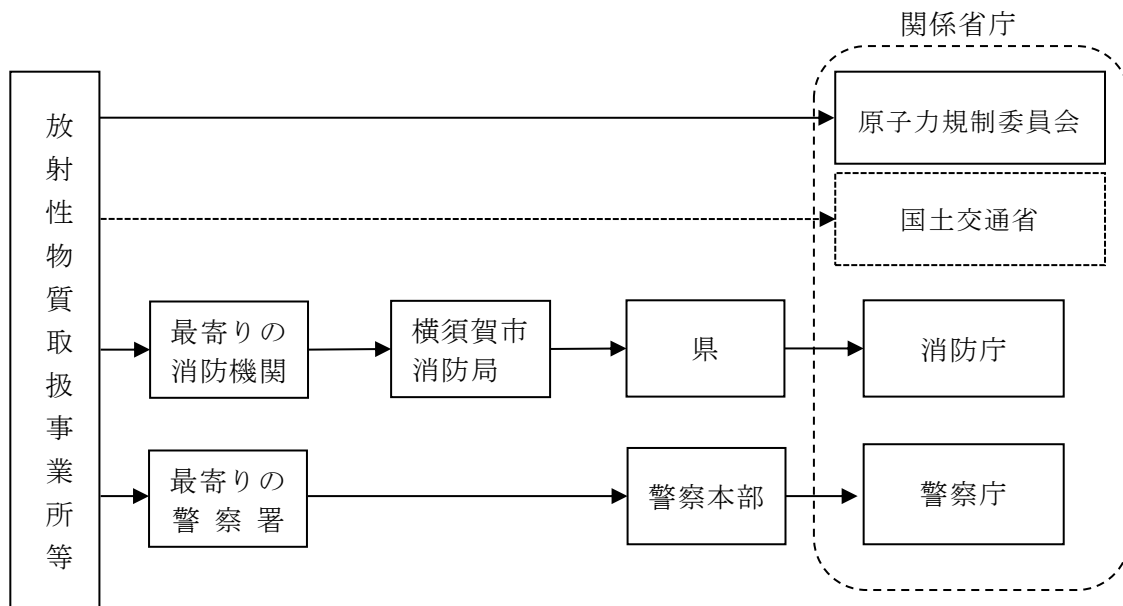 関係省庁
放射性物質取扱事業所等
原子力規制委員会
国土交通省
最寄りの
消防機関
横須賀市
消防局
県
消防庁
最寄りの
警察署
警察本部
警察庁